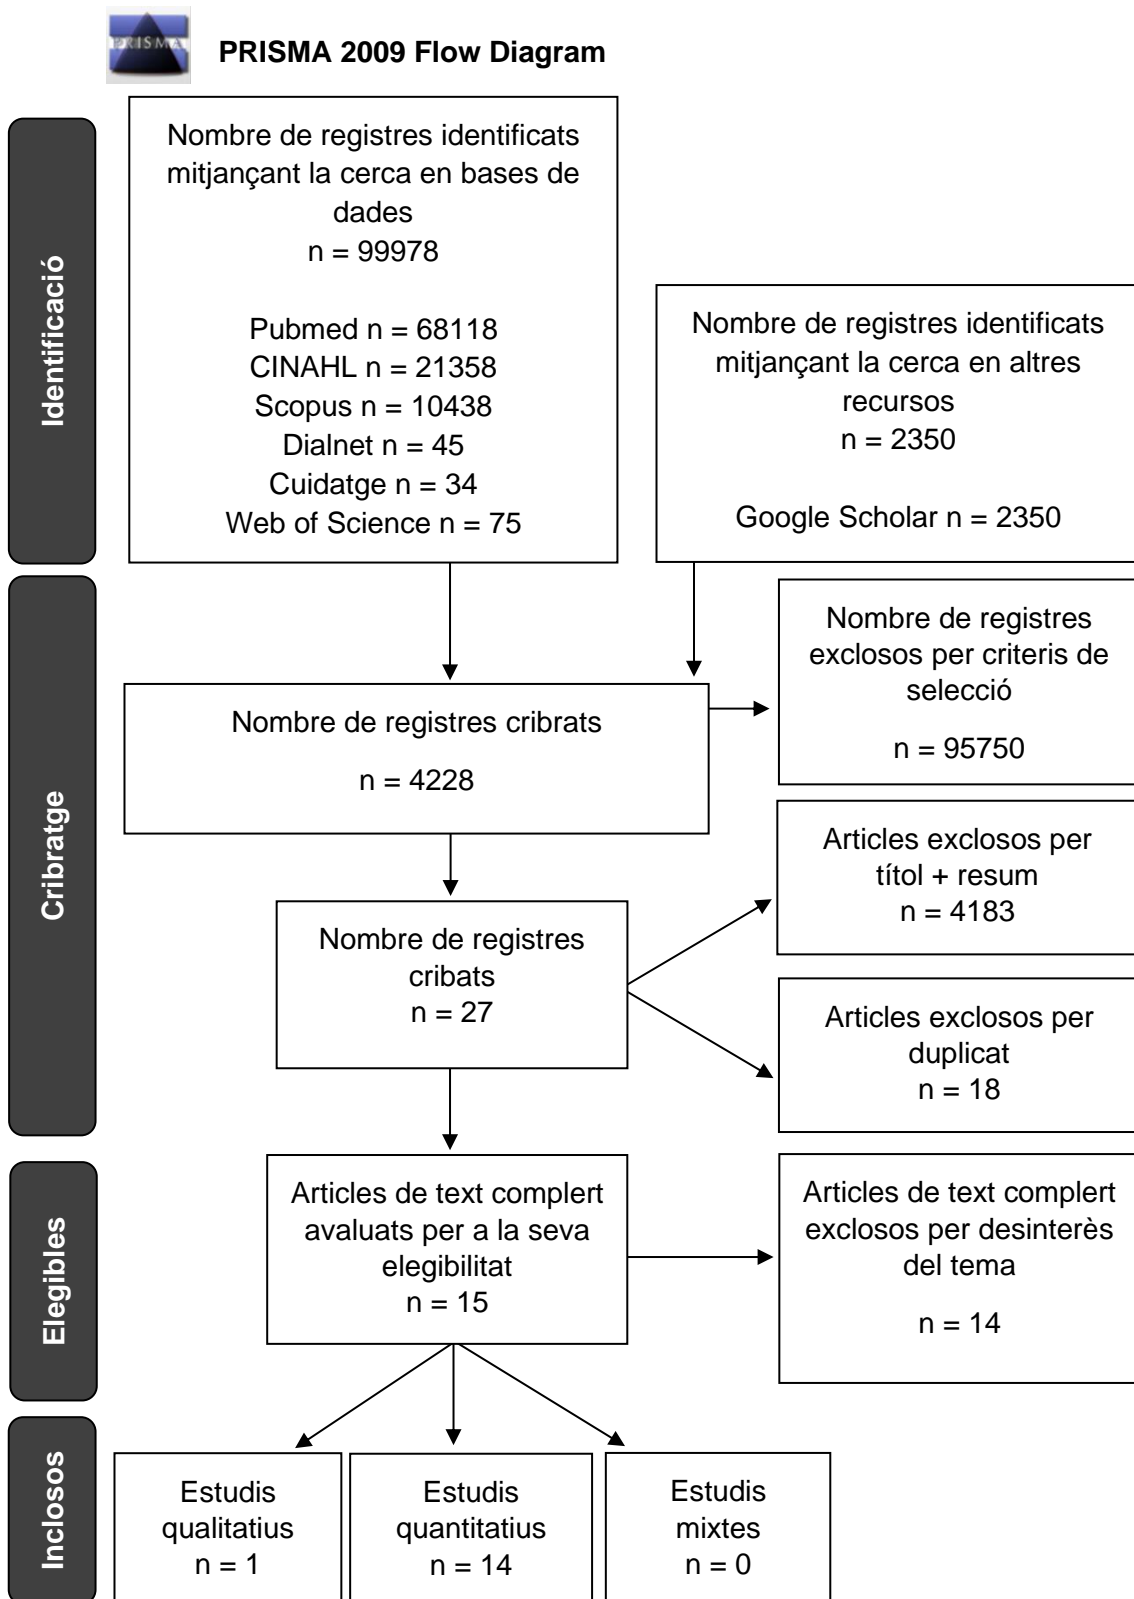 PRISMA
PRISMA 2009 Flow Diagram
Identificació
Nombre de registres identificats
mitjançant la cerca en bases de
dades
n = 99978
Pubmed n = 68118
CINAHL n = 21358
Scopus n = 10438
Dialnet n = 45
Cuidatge n = 34
Web of Science n = 75
Nombre de registres identificats
mitjançant la cerca en altres
recursos
n = 2350
Google Scholar n = 2350
Cribratge
Nombre de registres cribrats
n = 4228
Nombre de registres
exclosos per criteris de
selecció
n = 95750
Nombre de registres
cribats
n = 27
Articles exclosos per
títol + resum
n = 4183
Articles exclosos per
duplicat
n = 18
Elegibles
Articles de text complert
avaluats per a la seva
elegibilitat
n = 15
Articles de text complert
exclosos per desinterès
del tema
n = 14
Inclosos
Estudis
qualitatius
n = 1
Estudis
quantitatius
n = 14
Estudis
mixtes
n = 0